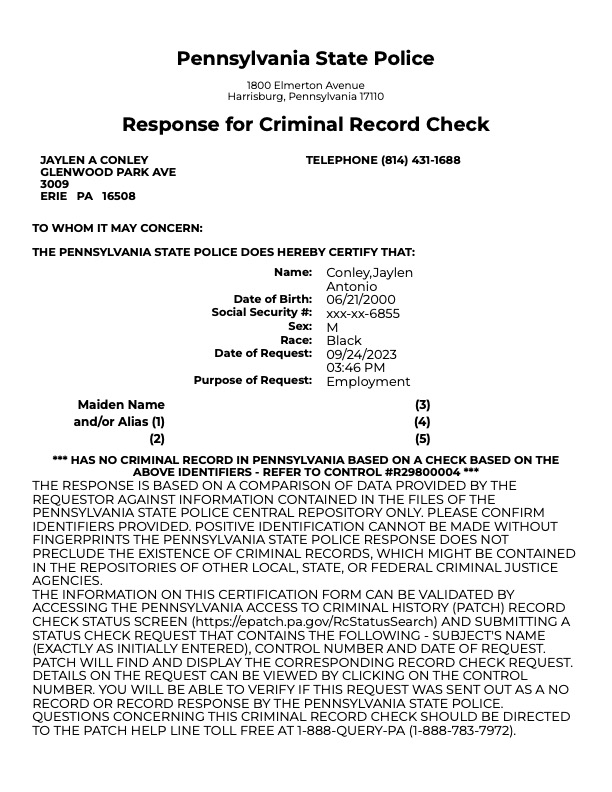 Pennsylvania State Police
1800 Elmerton Avenue
Harrisburg, Pennsylvania 17110
Response for Criminal Record Check
JAYLEN A CONLEY TELEPHONE (814) 431-1688
GLENWOOD PARK AVE
3009
ERIE PA 16508
TO WHOM IT MAY CONCERN:
THE PENNSYLVANIA STATE POLICE DOES HEREBY CERTIFY THAT:
Name: Conley,Jaylen
Antonio
Date of Birth: 06/21/2000
Social Security #: xxx-xx-6855
Sex: M
Race: Black
Date of Request: 09/24/2023
03:46 PM
Purpose of Request: Employment
Maiden Name (3)
and/or Alias (1) (4)
(2) (5)
*** HAS NO CRIMINAL RECORD IN PENNSYLVANIA BASED ON A CHECK BASED ON THE
ABOVE IDENTIFIERS - REFER TO CONTROL #R29800004 ***
THE RESPONSE IS BASED ON A COMPARISON OF DATA PROVIDED BY THE
REQUESTOR AGAINST INFORMATION CONTAINED IN THE FILES OF THE
PENNSYLVANIA STATE POLICE CENTRAL REPOSITORY ONLY. PLEASE CONFIRM
IDENTIFIERS PROVIDED. POSITIVE IDENTIFICATION CANNOT BE MADE WITHOUT
FINGERPRINTS THE PENNSYLVANIA STATE POLICE RESPONSE DOES NOT
PRECLUDE THE EXISTENCE OF CRIMINAL RECORDS, WHICH MIGHT BE CONTAINED
IN THE REPOSITORIES OF OTHER LOCAL, STATE, OR FEDERAL CRIMINAL JUSTICE
AGENCIES.
THE INFORMATION ON THIS CERTIFICATION FORM CAN BE VALIDATED BY
ACCESSING THE PENNSYLVANIA ACCESS TO CRIMINAL HISTORY (PATCH) RECORD
CHECK STATUS SCREEN (https://epatch.pa.gov/RcStatusSearch) AND SUBMITTING A
STATUS CHECK REQUEST THAT CONTAINS THE FOLLOWING - SUBJECT'S NAME
(EXACTLY AS INITIALLY ENTERED), CONTROL NUMBER AND DATE OF REQUEST.
PATCH WILL FIND AND DISPLAY THE CORRESPONDING RECORD CHECK REQUEST.
DETAILS ON THE REQUEST CAN BE VIEWED BY CLICKING ON THE CONTROL
NUMBER. YOU WILL BE ABLE TO VERIFY IF THIS REQUEST WAS SENT OUT AS A NO
RECORD OR RECORD RESPONSE BY THE PENNSYLVANIA STATE POLICE.
QUESTIONS CONCERNING THIS CRIMINAL RECORD CHECK SHOULD BE DIRECTED
TO THE PATCH HELP LINE TOLL FREE AT 1-888-QUERY-PA (1-888-783-7972).